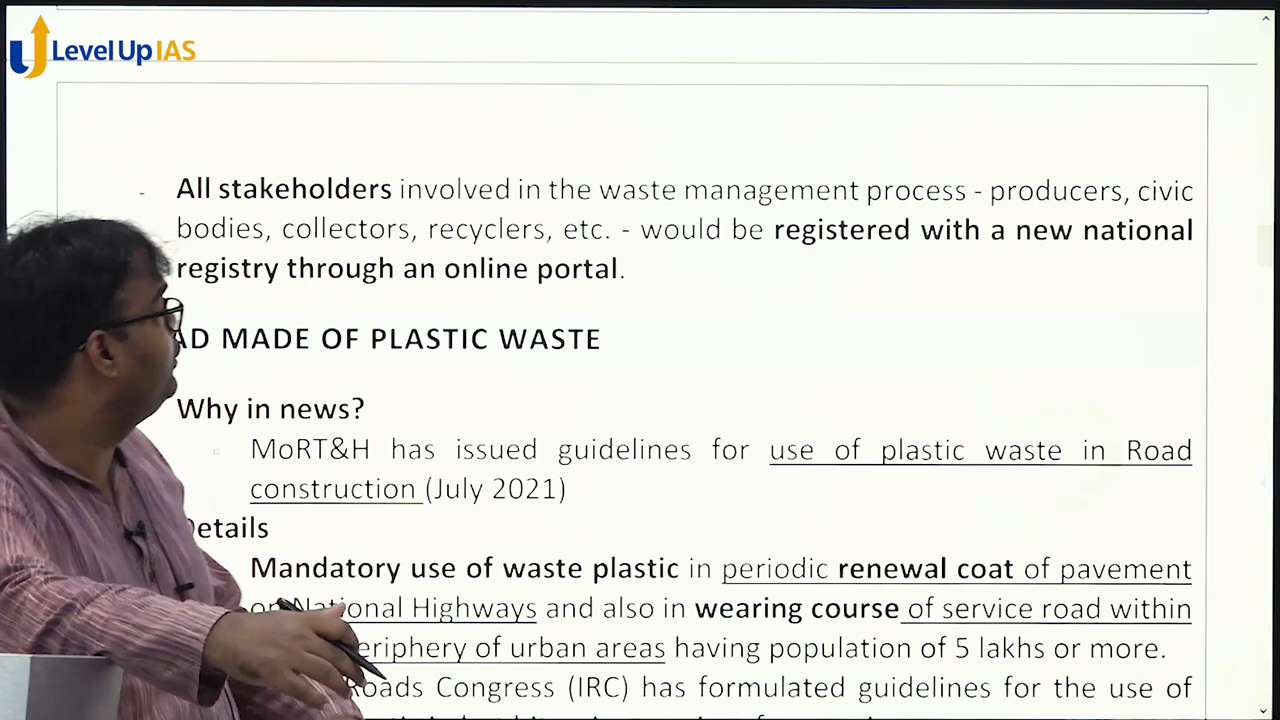 Level Up IAS
- All stakeholders involved in the waste management process - producers, civic
bodies, collectors, recyclers, etc. - would be registered with a new national
registry through an online portal.
AD MADE OF PLASTIC WASTE
Why in news?
MoRT&H has issued guidelines for use of plastic waste in Road
construction (July 2021)
Details
Mandatory use of waste plastic in periodic renewal coat of pavement
on National Highways and also in wearing course of service road within
eriphery of urban areas having population of 5 lakhs or more.
Roads Congress (IRC) has formulated guidelines for the use of